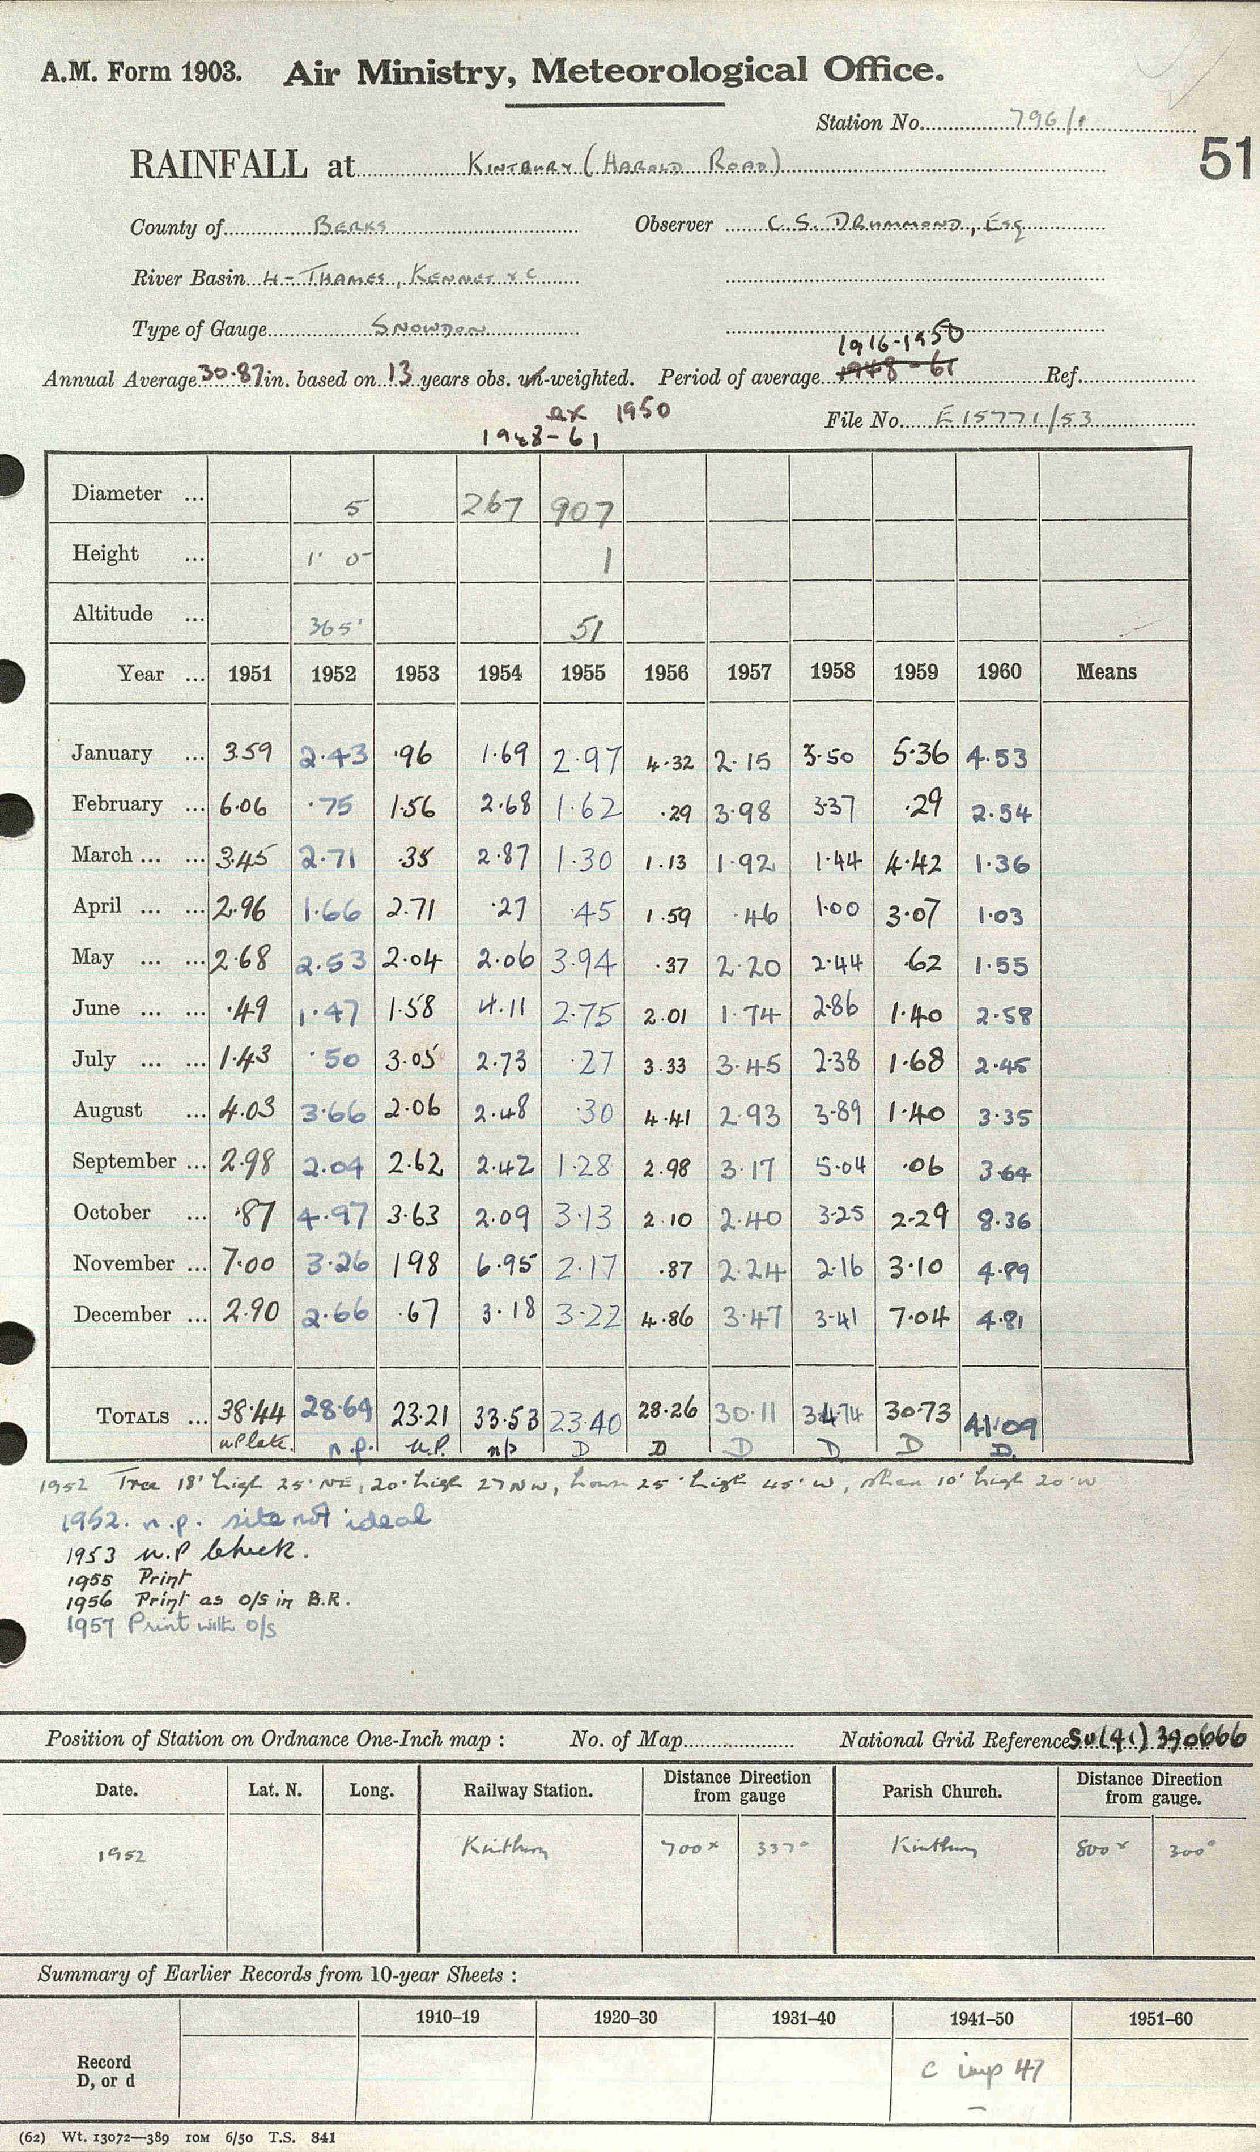 A.M. Form 1903. Air Ministry, Meteorological Office.
Station No. 796/1
51
RAINFALL at KINTBURY (HAROLD ROAD)
County of BERKS Observer C. S. DRUMMOND, Esq
River Basin 4 - THAMES, KENNET & C
Type of Gauge SNOWDON
1916-1950
Annual Average 30.87 in. based on 13 years obs. un-weighted. Period of average 1948-61 Ref.
ex 1950
1948-61
File No. E15771/53
Diameter ... 5 267 907
Height ... 1' 0" 1
Altitude ... 365' 51
Year ... 1951 1952 1953 1954 1955 1956 1957 1958 1959 1960 Means
January ... 3.59 2.43 .96 1.69 2.97 4.32 2.15 3.50 5.36 4.53
February ... 6.06 .75 1.56 2.68 1.62 .29 3.98 3.37 .29 2.54
March ... ... 3.45 2.71 .35 2.87 1.30 1.13 1.92 1.44 4.42 1.36
April ... ... 2.96 1.66 2.71 .27 .45 1.59 .46 1.00 3.07 1.03
May ... ... 2.68 2.53 2.04 2.06 3.94 .37 2.20 2.44 .62 1.55
June ... ... .49 1.47 1.58 4.11 2.75 2.01 1.74 2.86 1.40 2.58
July ... ... 1.43 .50 3.05 2.73 .27 3.33 3.45 2.38 1.68 2.45
August ... 4.03 3.66 2.06 2.48 .30 4.41 2.93 3.89 1.40 3.35
September ... 2.98 2.04 2.62 2.42 1.28 2.98 3.17 5.04 .06 3.64
October ... .87 4.97 3.63 2.09 3.13 2.10 2.40 3.25 2.29 8.36
November ... 7.00 3.26 1.98 6.95 2.17 .87 2.24 2.16 3.10 4.89
December ... 2.90 2.66 .67 3.18 3.22 4.86 3.47 3.41 7.04 4.81
TOTALS ... 38.44 28.64 23.21 33.53 23.40 28.26 30.11 34.74 30.73 41.09
n.p late. n.p. n.P. n/p D D D D D D.
1952 Tree 18' high 25' NE, 20' high 27 NW, house 25' high 45' W, other 10' high 20' W
1952. n.p. site not ideal
1953 n.P check.
1955 Print
1956 Print as o/s in B.R.
1957 Print with o/s
Position of Station on Ordnance One-Inch map : No. of Map National Grid Reference SU(41) 390666
Date. Lat. N. Long. Railway Station. Distance Direction from gauge Parish Church. Distance Direction from gauge.
1952 Kintbury 700x 337° Kintbury 800x 300°
Summary of Earlier Records from 10-year Sheets :
1910–19 1920–30 1931–40 1941–50 1951–60
Record D, or d C imp 47
(62) Wt. 13072—389 10M 6/50 T.S. 841